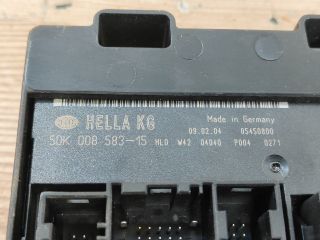 HELLA KG
Made in Germany
09.02.04 05450800
5DK 008 583-15 HLO W42 04040 P004 0271